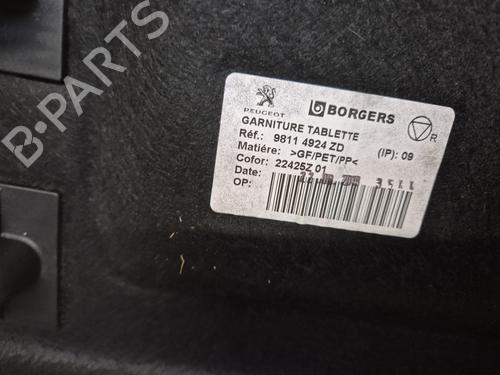 B-PARTS
PEUGEOT BORGERS
GARNITURE TABLETTE R
Réf.: 9811 4924 ZD (IP): 09
Matiére: >GF/PET/PP<
Cofor: 22425Z 01
Date:
OP: